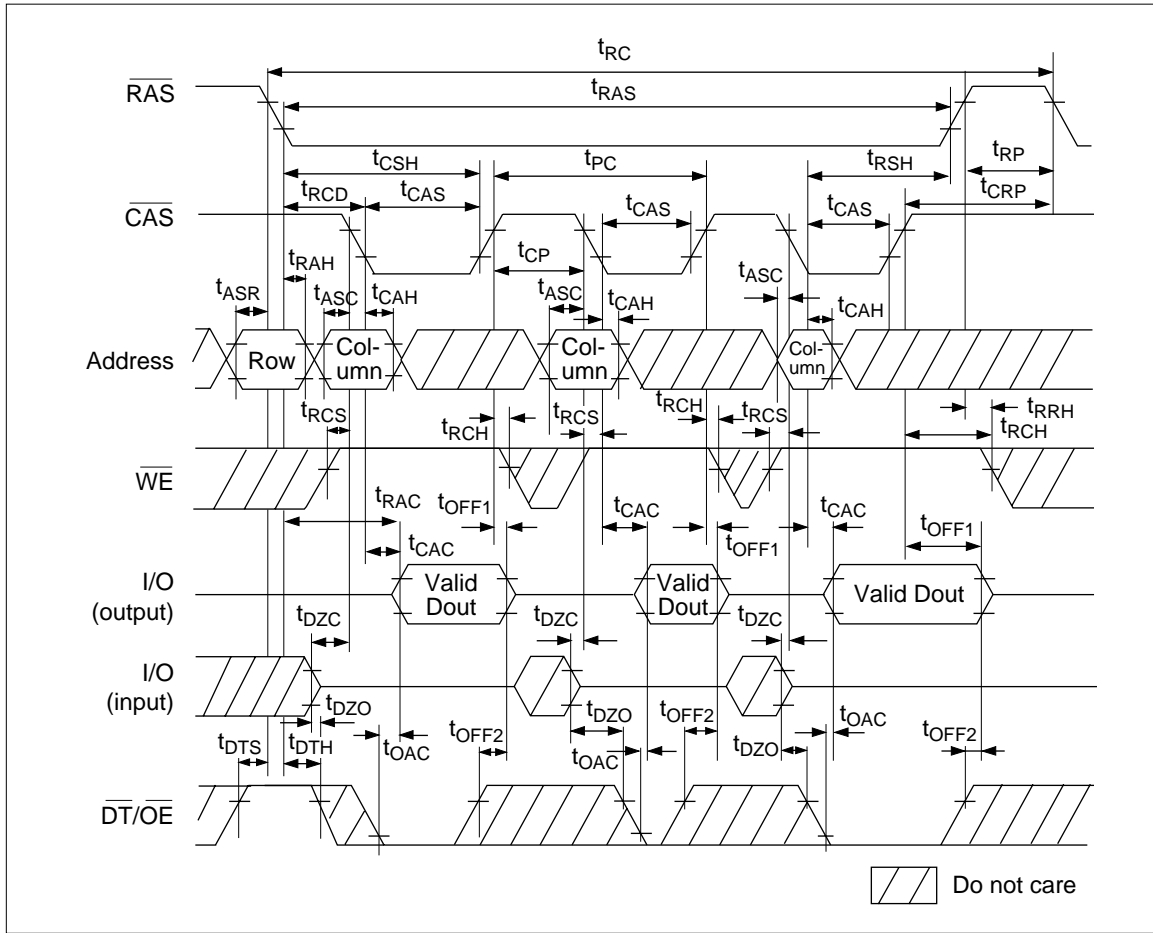 tRC
RAS
tRAS
tCSH
tPC
tRSH
tRP
tRCD
tCAS
tCRP
CAS
tCAS
tCAS
tCP
tRAH
tASR
tASC
tCAH
tASC
tCAH
tASC
tCAH
Address
Row
Col-
umn
Col-
umn
Col-
umn
tRCS
tRCH
tRCS
tRCH
tRCS
tRRH
tRCH
WE
tRAC
tOFF1
tCAC
tCAC
tOFF1
tCAC
tOFF1
I/O
(output)
Valid
Dout
Valid
Dout
Valid Dout
tDZC
tDZC
tDZC
I/O
(input)
tDZO
tDZO
tOFF2
tOAC
tDTS
tDTH
tOAC
tOFF2
tOAC
tDZO
tOFF2
DT/OE
Do not care